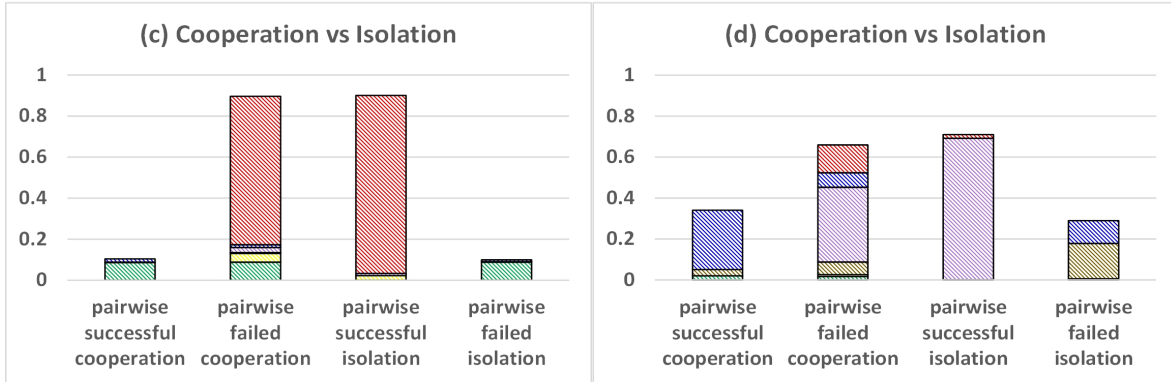 (c) Cooperation vs Isolation
1
0.8
0.6
0.4
0.2
0
pairwise successful cooperation
pairwise failed cooperation
pairwise successful isolation
pairwise failed isolation
(d) Cooperation vs Isolation
1
0.8
0.6
0.4
0.2
0
pairwise successful cooperation
pairwise failed cooperation
pairwise successful isolation
pairwise failed isolation